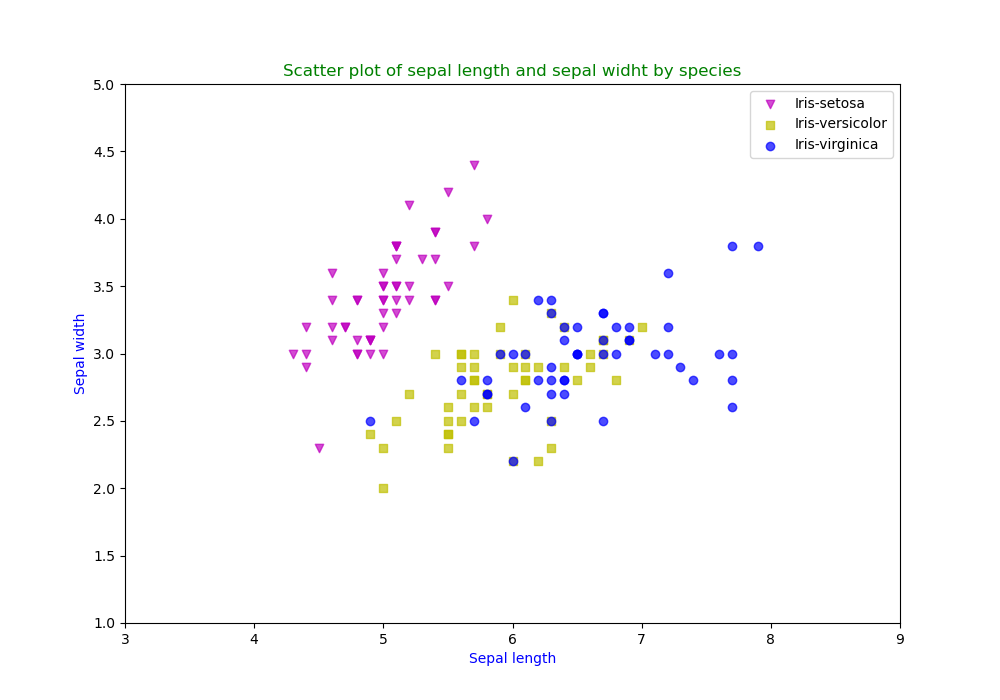 Scatter plot of sepal length and sepal widht by species
Iris-setosa
Iris-versicolor
Iris-virginica
Sepal width
5.0
4.5
4.0
3.5
3.0
2.5
2.0
1.5
1.0
3 4 5 6 7 8 9
Sepal length